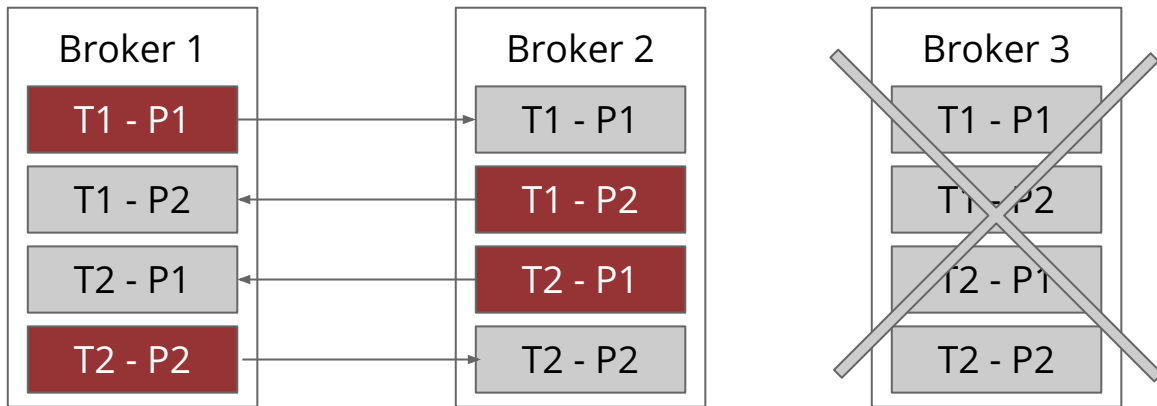 Broker 1
T1 - P1
T1 - P2
T2 - P1
T2 - P2
Broker 2
T1 - P1
T1 - P2
T2 - P1
T2 - P2
Broker 3
T1 - P1
T1 - P2
T2 - P1
T2 - P2